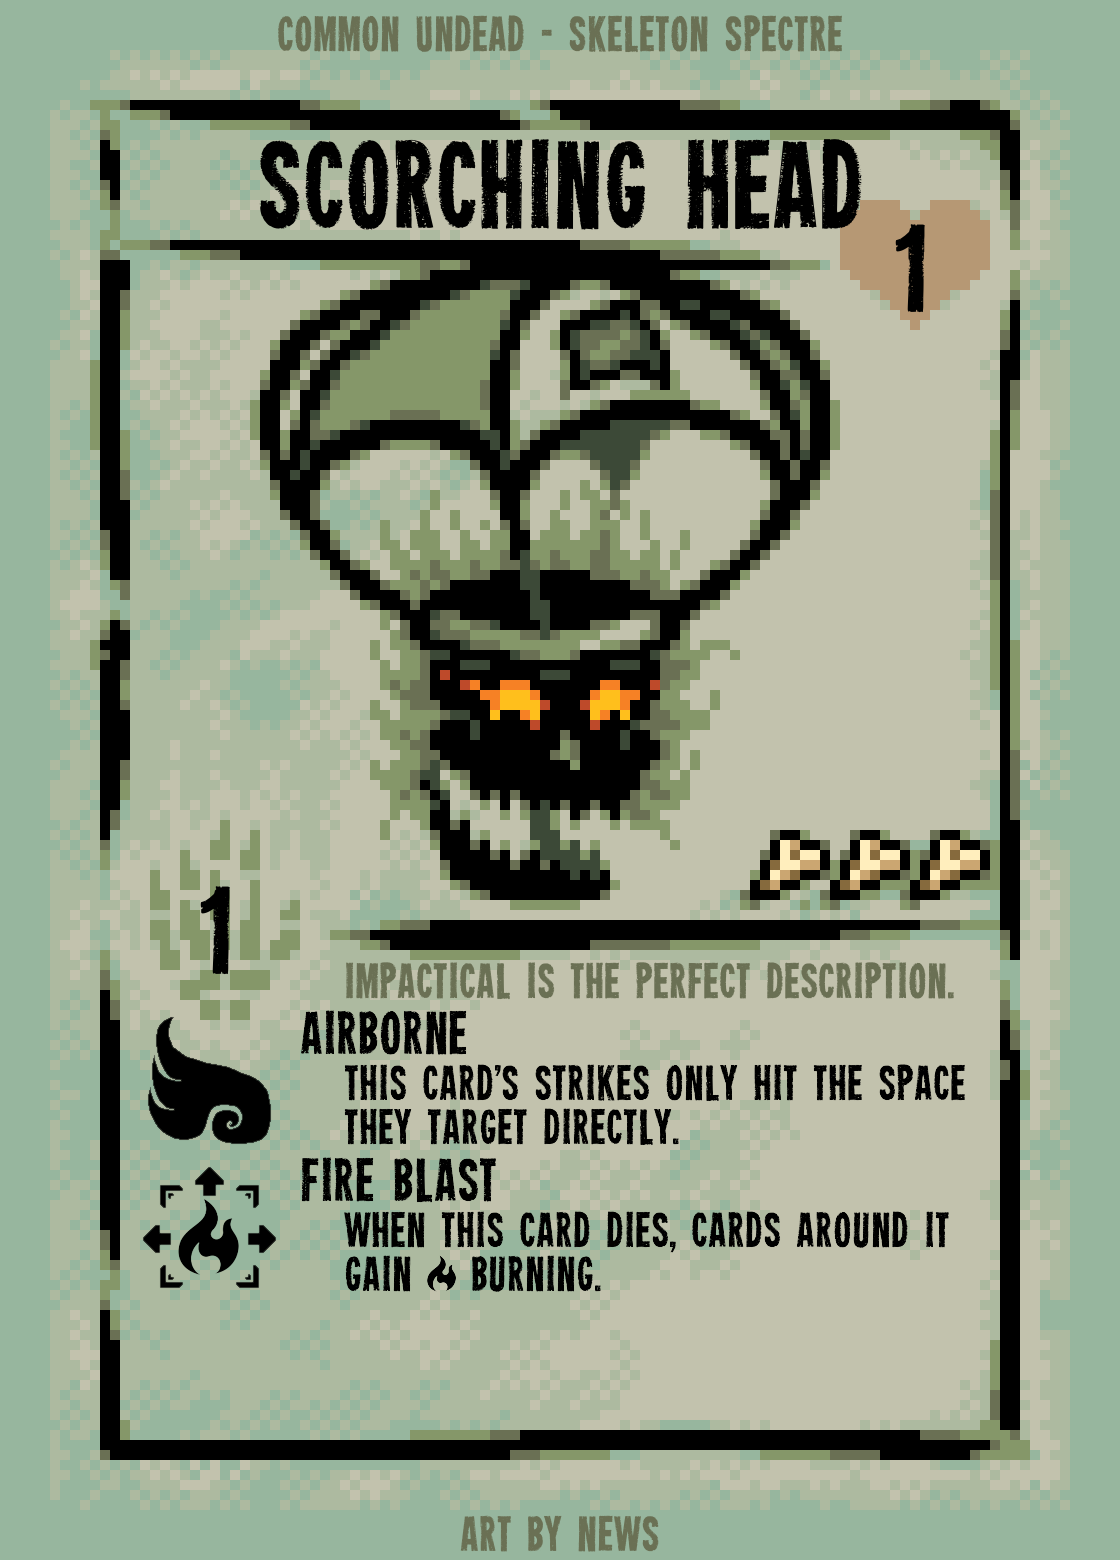 COMMON UNDEAD - SKELETON SPECTRE
SCORCHING HEAD
1
1
IMPACTICAL IS THE PERFECT DESCRIPTION.
AIRBORNE
THIS CARD'S STRIKES ONLY HIT THE SPACE
THEY TARGET DIRECTLY.
FIRE BLAST
WHEN THIS CARD DIES, CARDS AROUND IT
GAIN BURNING.
ART BY NEWS